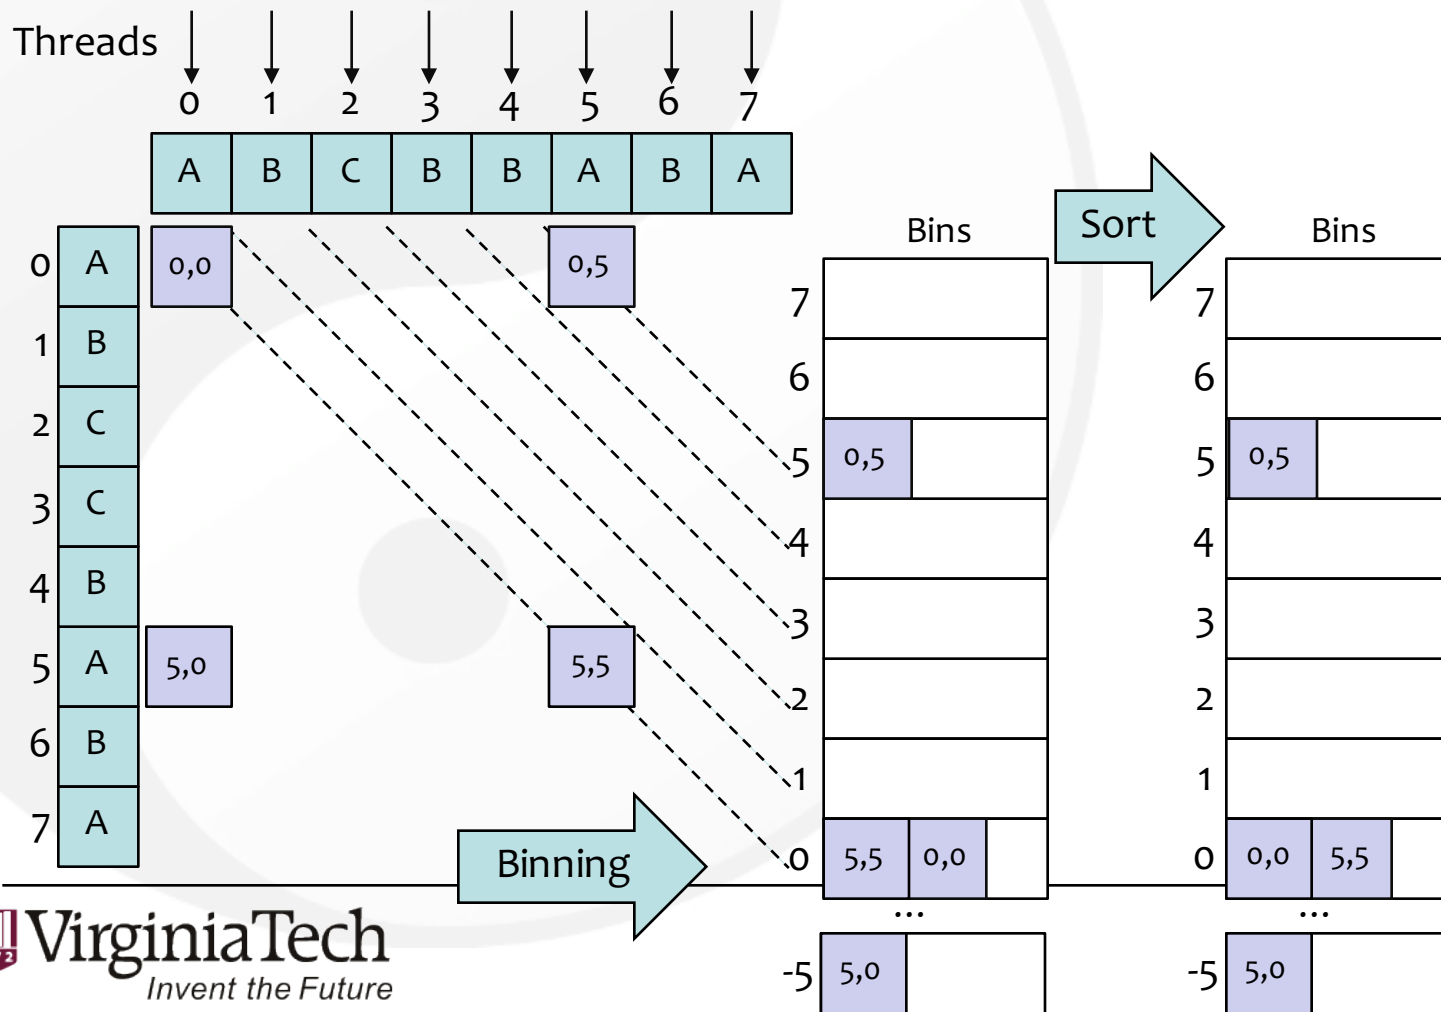 Threads
0 1 2 3 4 5 6 7
A B C B B A B A
Sort
Bins Bins
0 A 0,0 0,5
7 7
1 B
6 6
2 C
5 0,5 5 0,5
3 C
4 4
4 B
3 3
5 A 5,0 5,5
2 2
6 B
1 1
7 A
Binning
0 5,5 0,0 0 0,0 5,5
... ...
VirginiaTech
Invent the Future
-5 5,0 -5 5,0